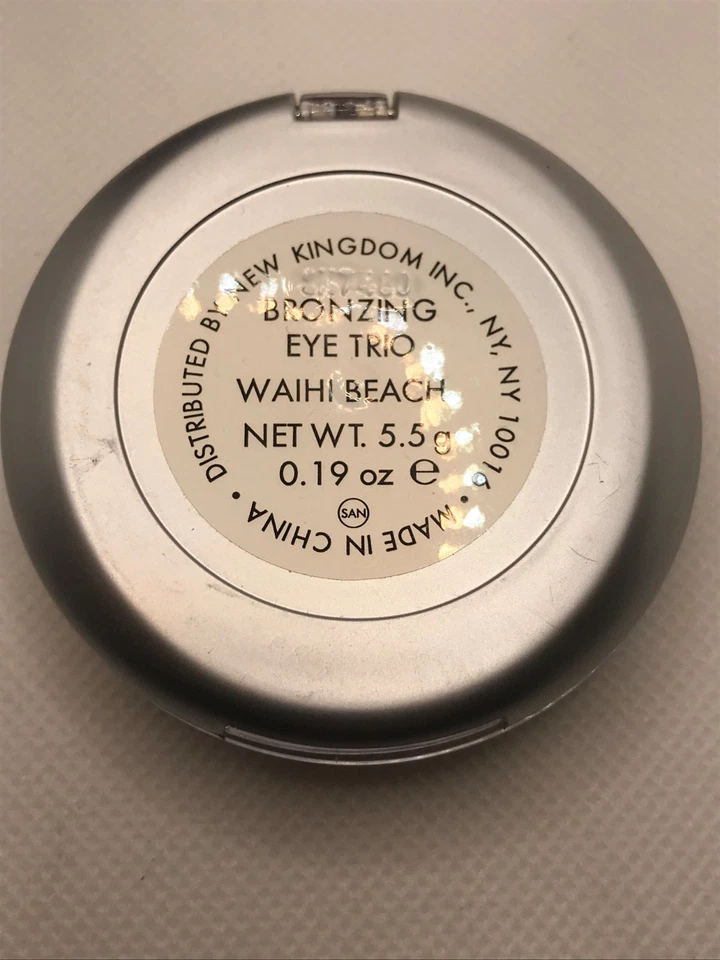 DISTRIBUTED BY NEW KINGDOM INC., NY, NY 10016
BRONZING
EYE TRIO
WAIHI BEACH
NET WT. 5.5 g
0.19 oz e
SAN
• MADE IN CHINA •